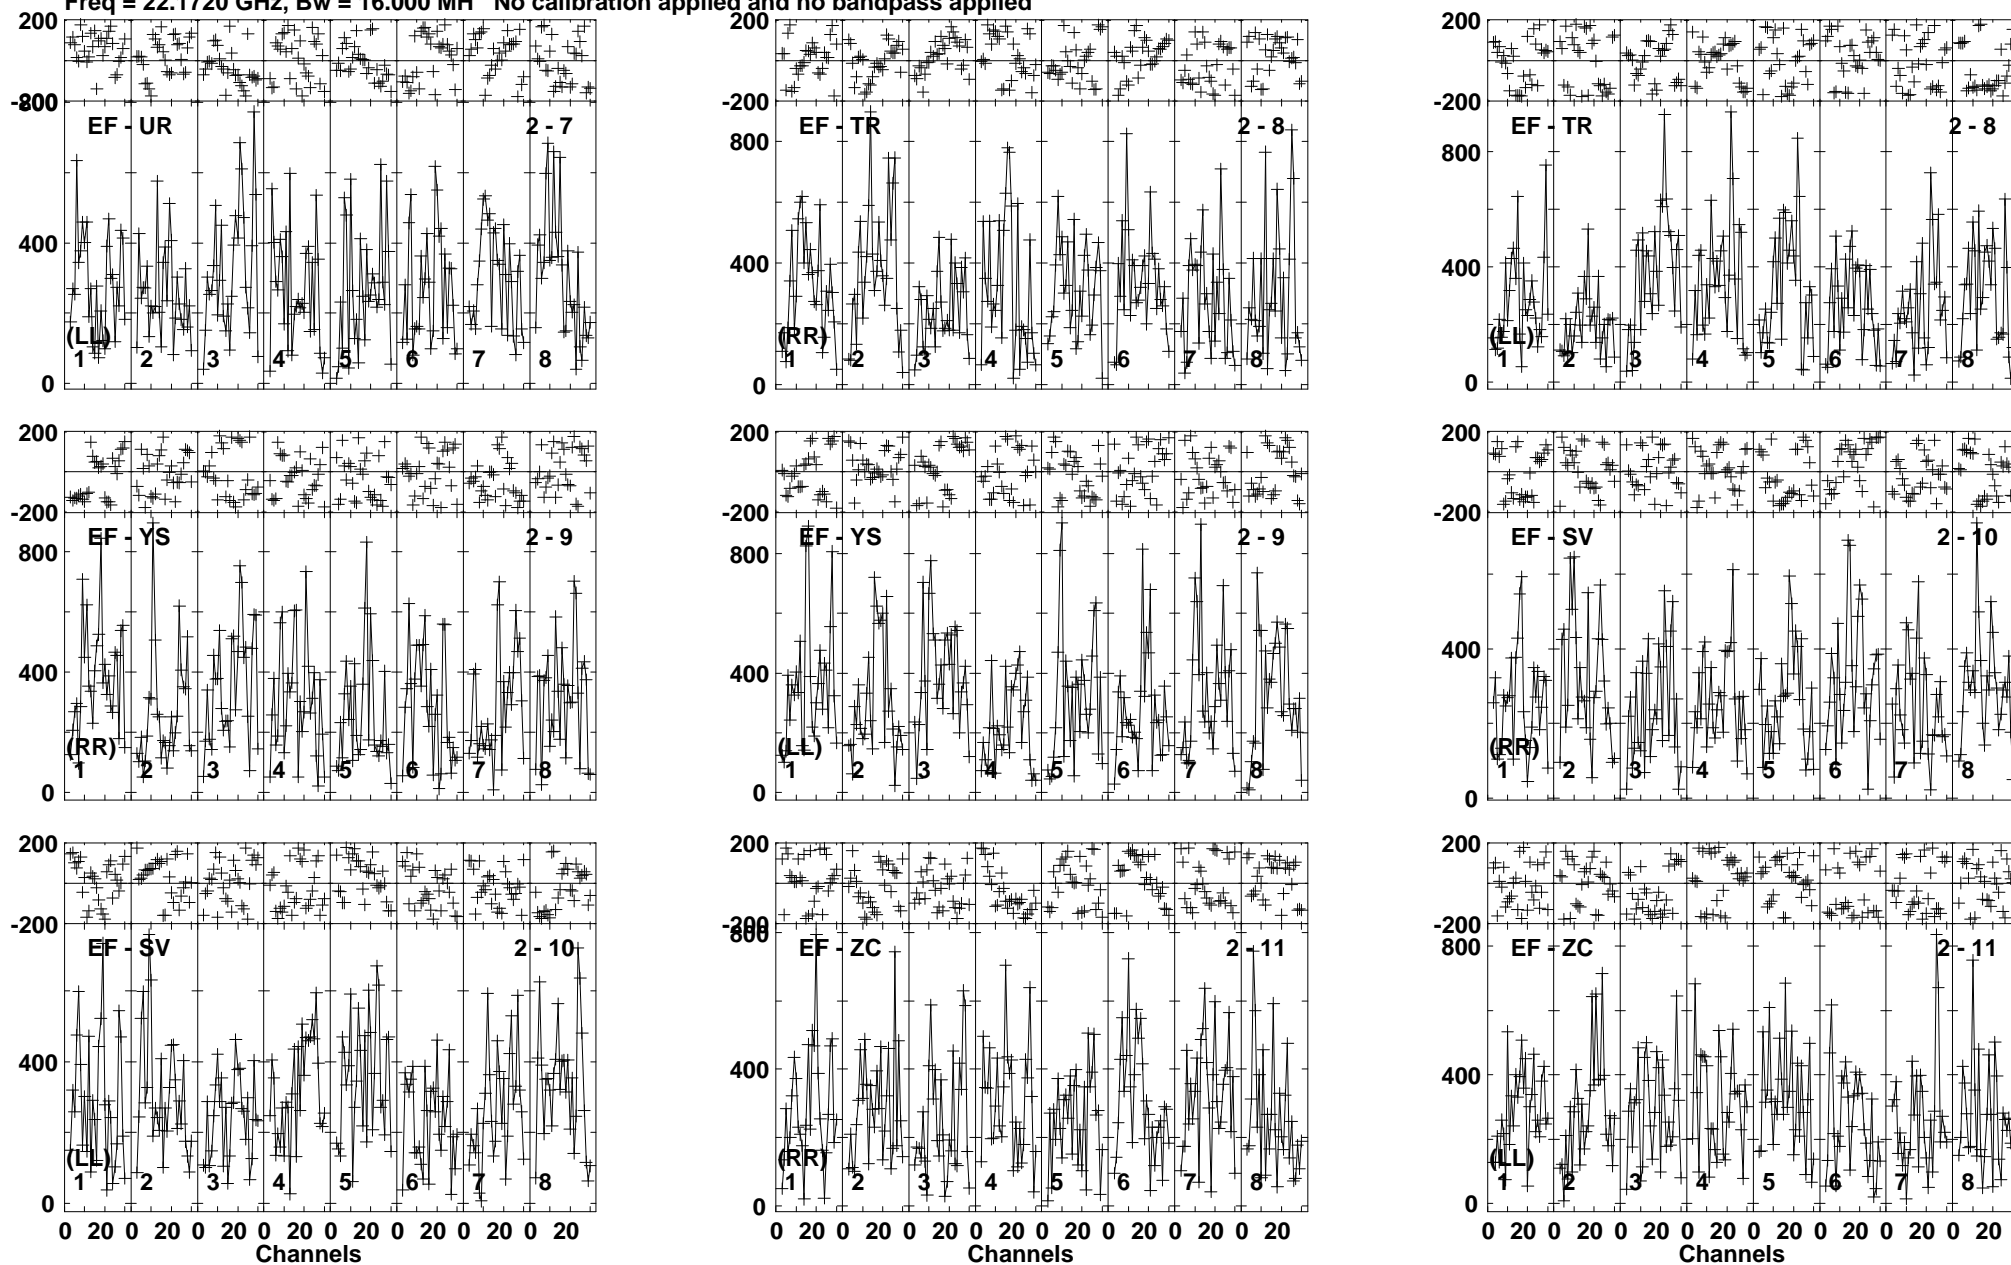 Freq = 22.1720 GHz, Bw = 16.000 MH No calibration applied and no bandpass applied
200 200 200
-200 -200
800
EF - UR 2 - 7 EF - TR 2 - 8 EF - TR 2 - 8
800 800
400 400 400
(LL) (RR) (LL)
1 2 3 4 5 6 7 8 1 2 3 4 5 6 7 8 1 2 3 4 5 6 7 8
0 0 0
200 200 200
-200 -200 -200
EF - YS 2 - 9 EF - YS 2 - 9 EF - SV 2 - 10
800 800
400 400 400
(RR) (LL) (RR)
1 2 3 4 5 6 7 8 1 2 3 4 5 6 7 8 1 2 3 4 5 6 7 8
0 0 0
200 200 200
-200 -200
800
EF - SV 2 - 10 EF - ZC 2 - 11 EF - ZC 2 - 11
800
400 400 400
(LL) (RR) (LL)
1 2 3 4 5 6 7 8 1 2 3 4 5 6 7 8 1 2 3 4 5 6 7 8
0 0 0
0 20 0 20 0 20 0 20 0 20 0 20 0 20 0 20 0 20 0 20 0 20 0 20 0 20 0 20 0 20 0 20 0 20 0 20 0 20 0 20 0 20 0 20 0 20 0 20
Channels Channels Channels